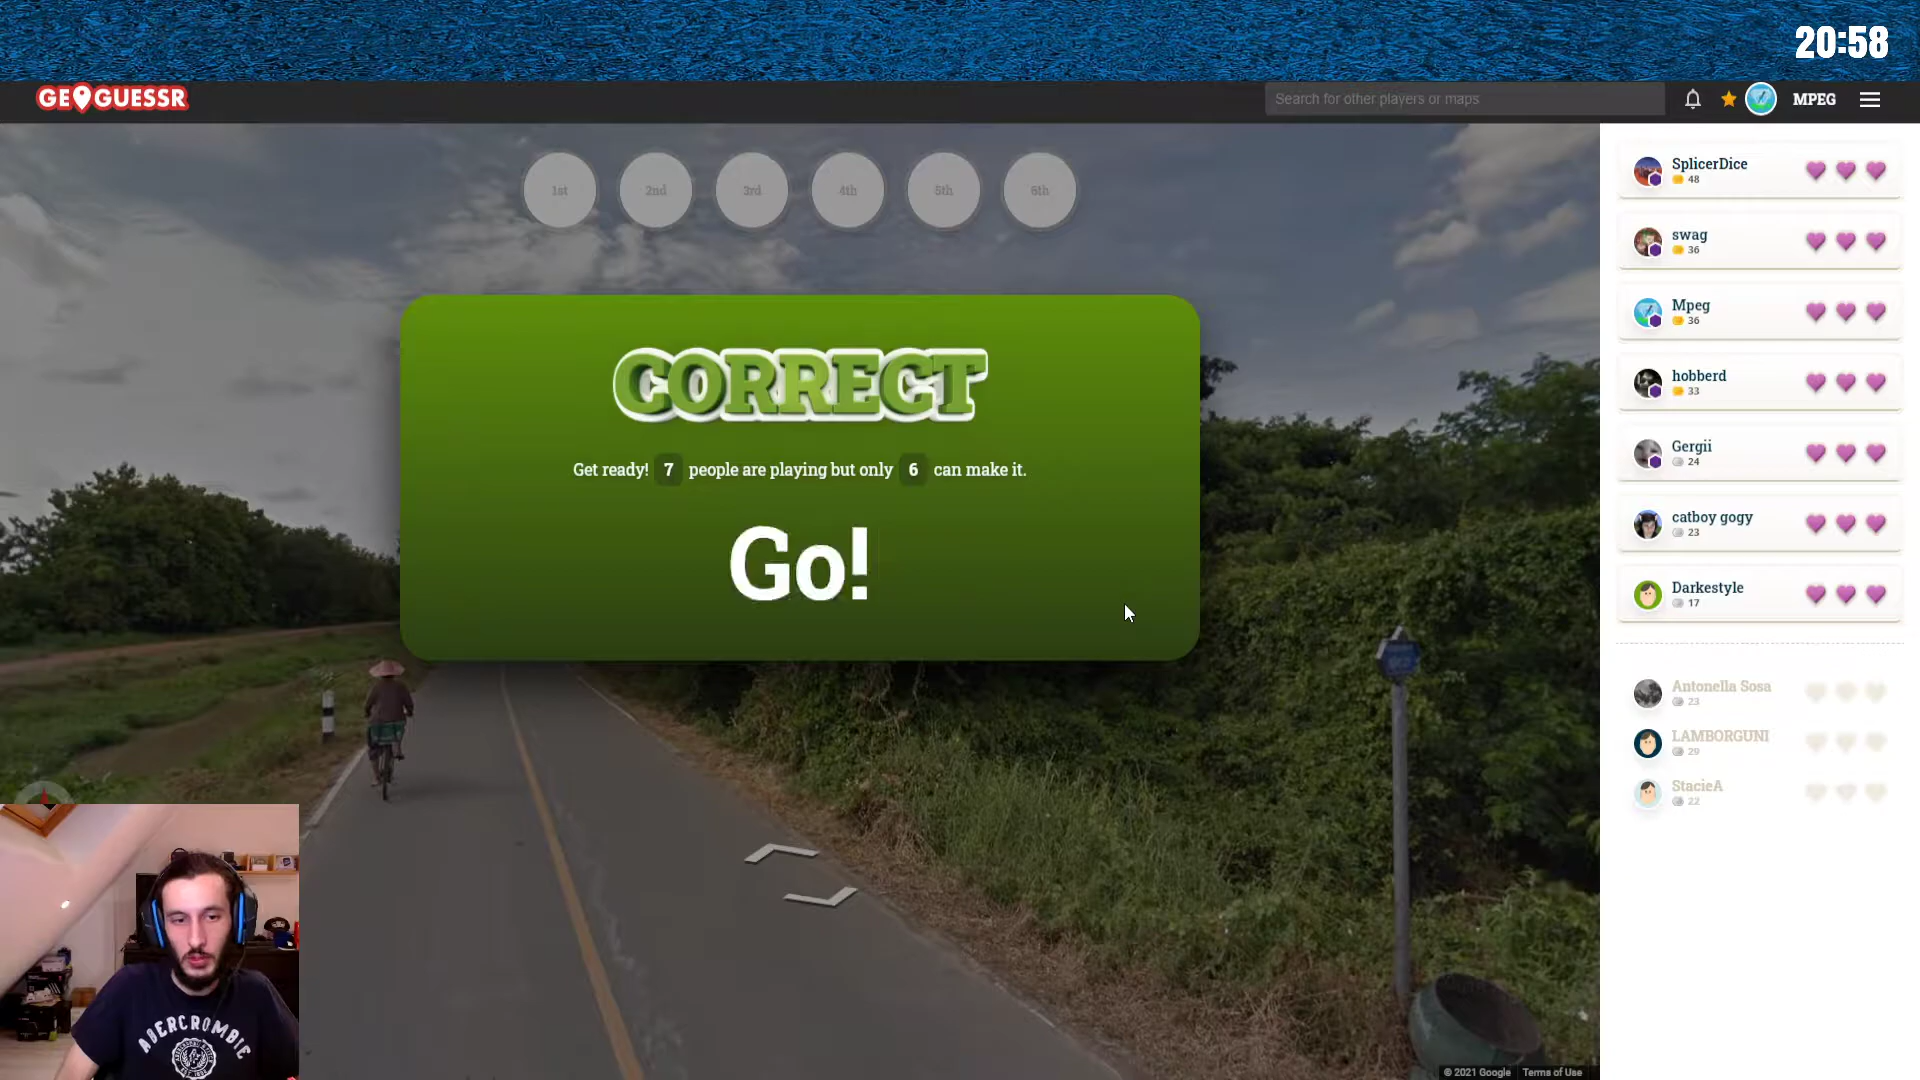 20:58
GEOGUESSR
Search for other players or maps
MPEG
1st 2nd 3rd 4th 5th 6th
CORRECT
Get ready! 7 people are playing but only 6 can make it.
Go!
SplicerDice
48
swag
36
Mpeg
36
hobberd
33
Gergii
24
catboy gogy
23
Darkestyle
17
Antonella Sosa
23
LAMBORGUNI
29
StacieA
22
ABERCROMBIE
© 2021 Google
Terms of Use